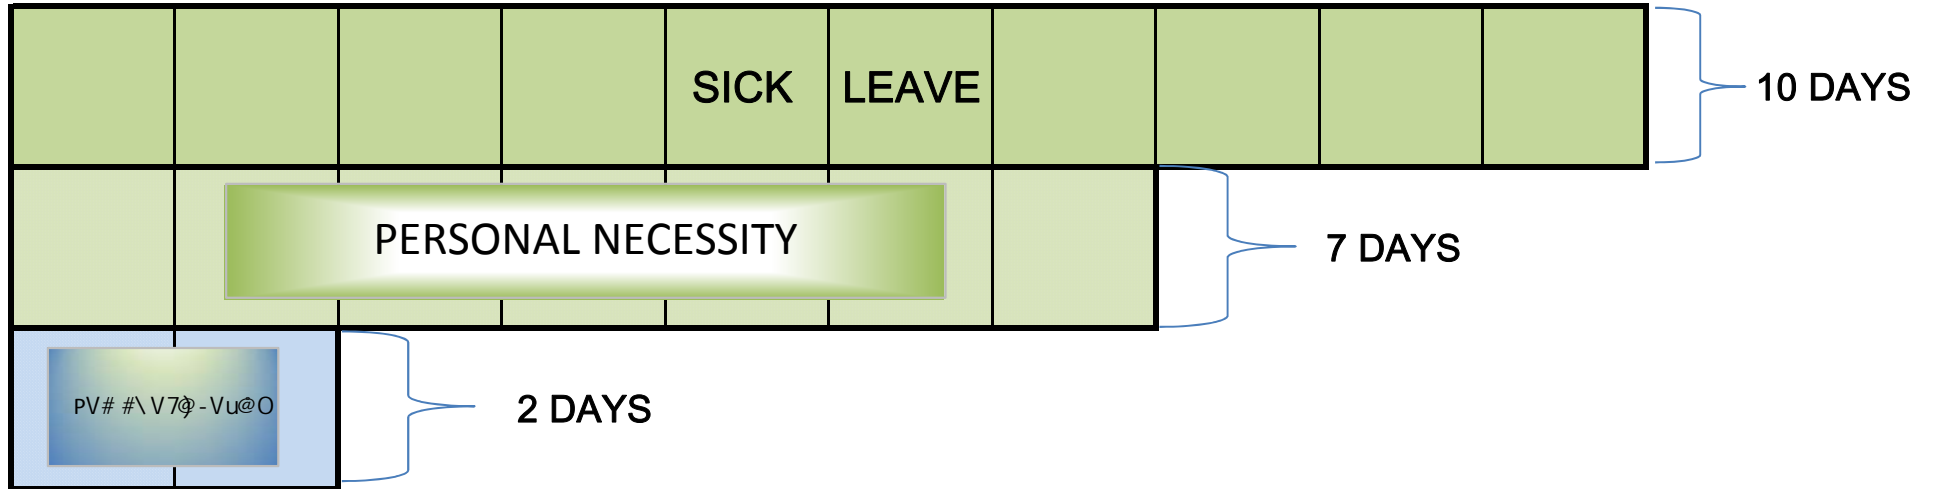 SICK LEAVE
10 DAYS
PERSONAL NECESSITY
7 DAYS
2 DAYS